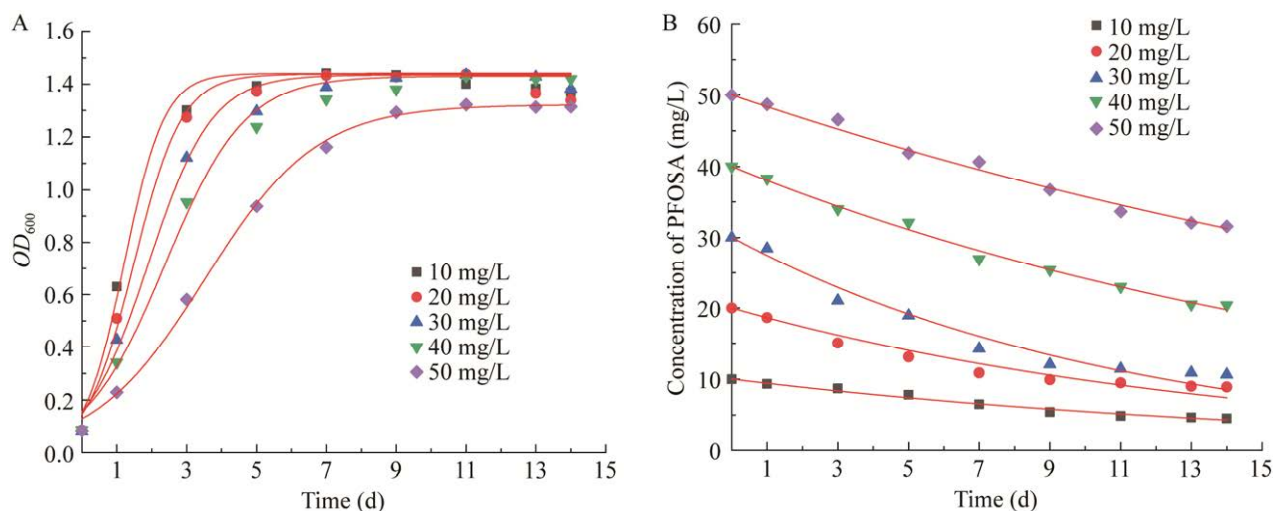 A
1.6
1.4
1.2
1.0
1.2
0.8
0.6
0.4
0.2
0.0
OD600
1
3
5
7
9
11
13
15
Time (d)
10 mg/L
20 mg/L
30 mg/L
40 mg/L
50 mg/L
B
60
50
40
30
20
10
0
Concentration of PFOSA (mg/L)
1
3
5
7
9
11
13
15
Time (d)
10 mg/L
20 mg/L
30 mg/L
40 mg/L
50 mg/L